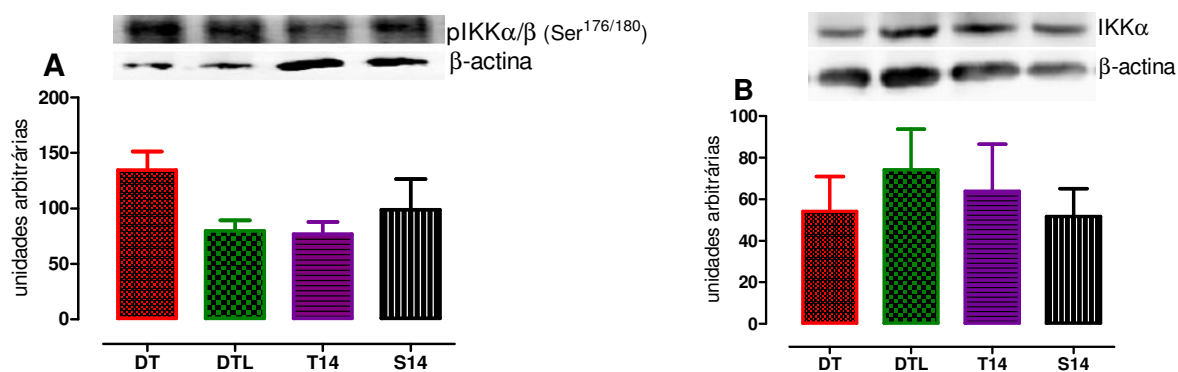 pIKKα/β (Ser176/180)
β-actina
A
200
150
100
50
0
unidades arbitrárias
DT DTL T14 S14
IKKα
β-actina
B
100
80
60
40
20
0
unidades arbitrárias
DT DTL T14 S14